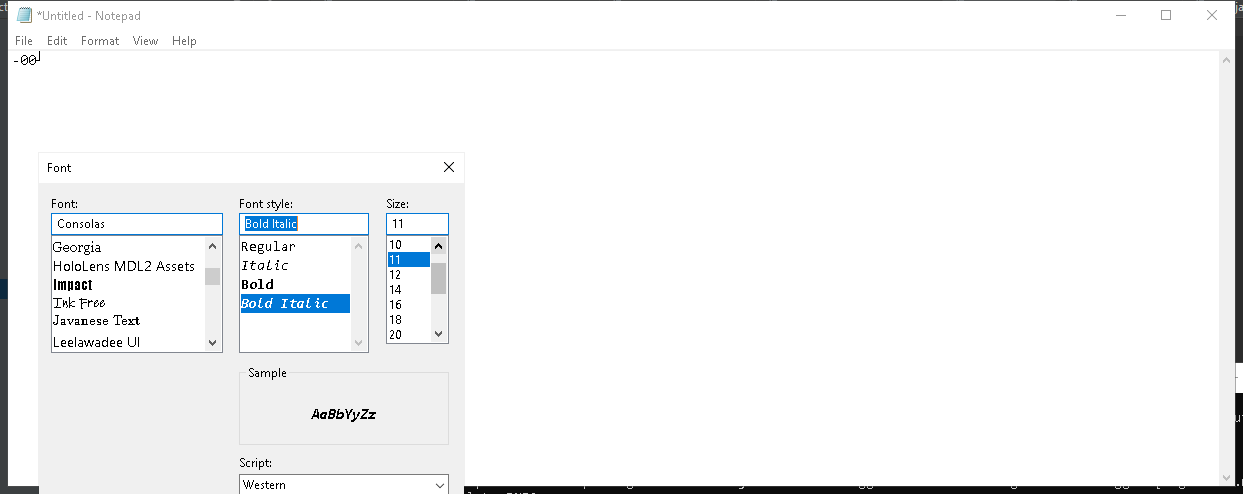 *Untitled - Notepad
File Edit Format View Help
-00┘
Font
Font: Font style: Size:
Consolas Bold Italic 11
Georgia Regular 10
HoloLens MDL2 Assets Italic 11
Impact Bold 12
Ink Free Bold Italic 14
Javanese Text 16
Leelawadee UI 18
20
Sample
AaBbYyZz
Script:
Western